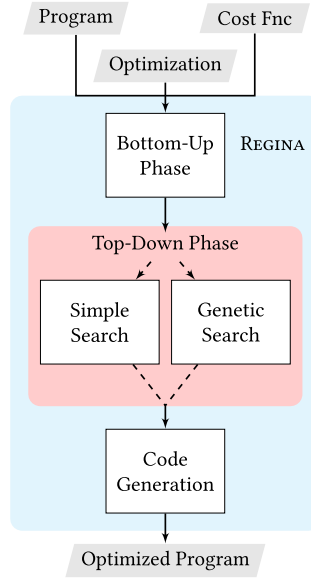 Program
Cost Fnc
Optimization
Bottom-Up
Phase
REGINA
Top-Down Phase
Simple
Search
Genetic
Search
Code
Generation
Optimized Program